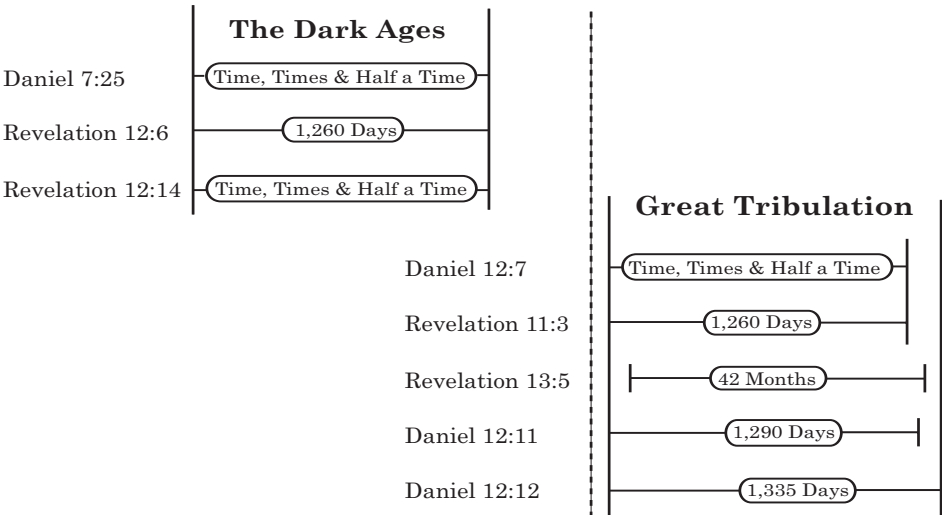 The Dark Ages
Daniel 7:25 Time, Times & Half a Time
Revelation 12:6 1,260 Days
Revelation 12:14 Time, Times & Half a Time
Great Tribulation
Daniel 12:7 Time, Times & Half a Time
Revelation 11:3 1,260 Days
Revelation 13:5 42 Months
Daniel 12:11 1,290 Days
Daniel 12:12 1,335 Days